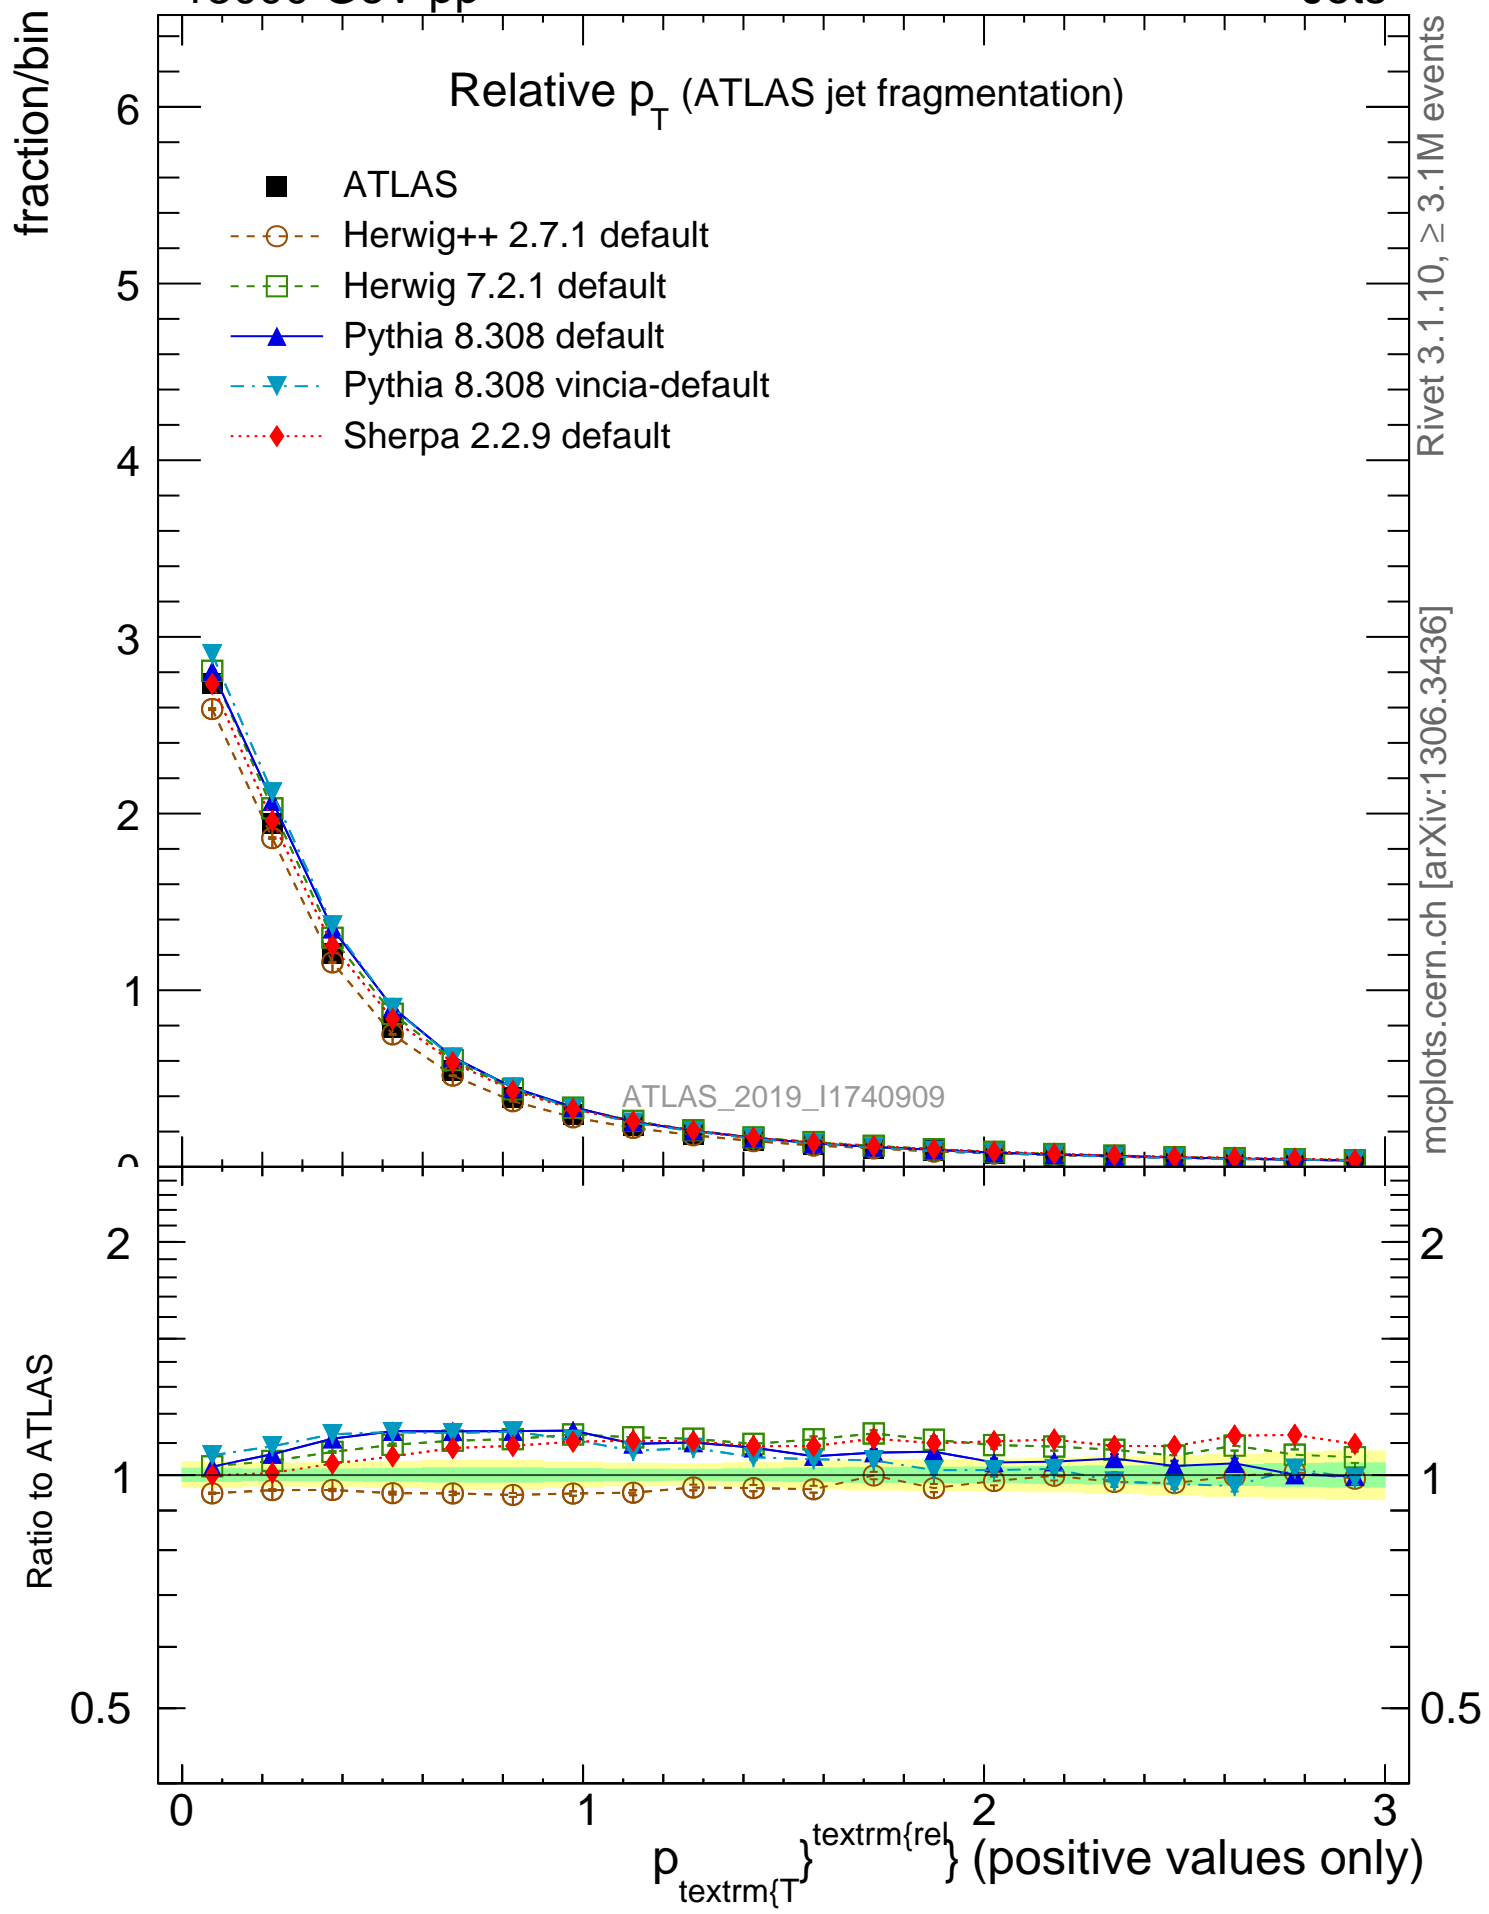 fraction/bin
Relative p_T (ATLAS jet fragmentation)
ATLAS
Herwig++ 2.7.1 default
Herwig 7.2.1 default
Pythia 8.308 default
Pythia 8.308 vincia-default
Sherpa 2.2.9 default
6
5
4
3
2
1
0
ATLAS_2019_I1740909
Rivet 3.1.10, ≥ 3.1M events
mcplots.cern.ch [arXiv:1306.3436]
Ratio to ATLAS
2
1
0.5
2
1
0.5
0
1
2
3
p_textrm{T}^textrm{rel} (positive values only)